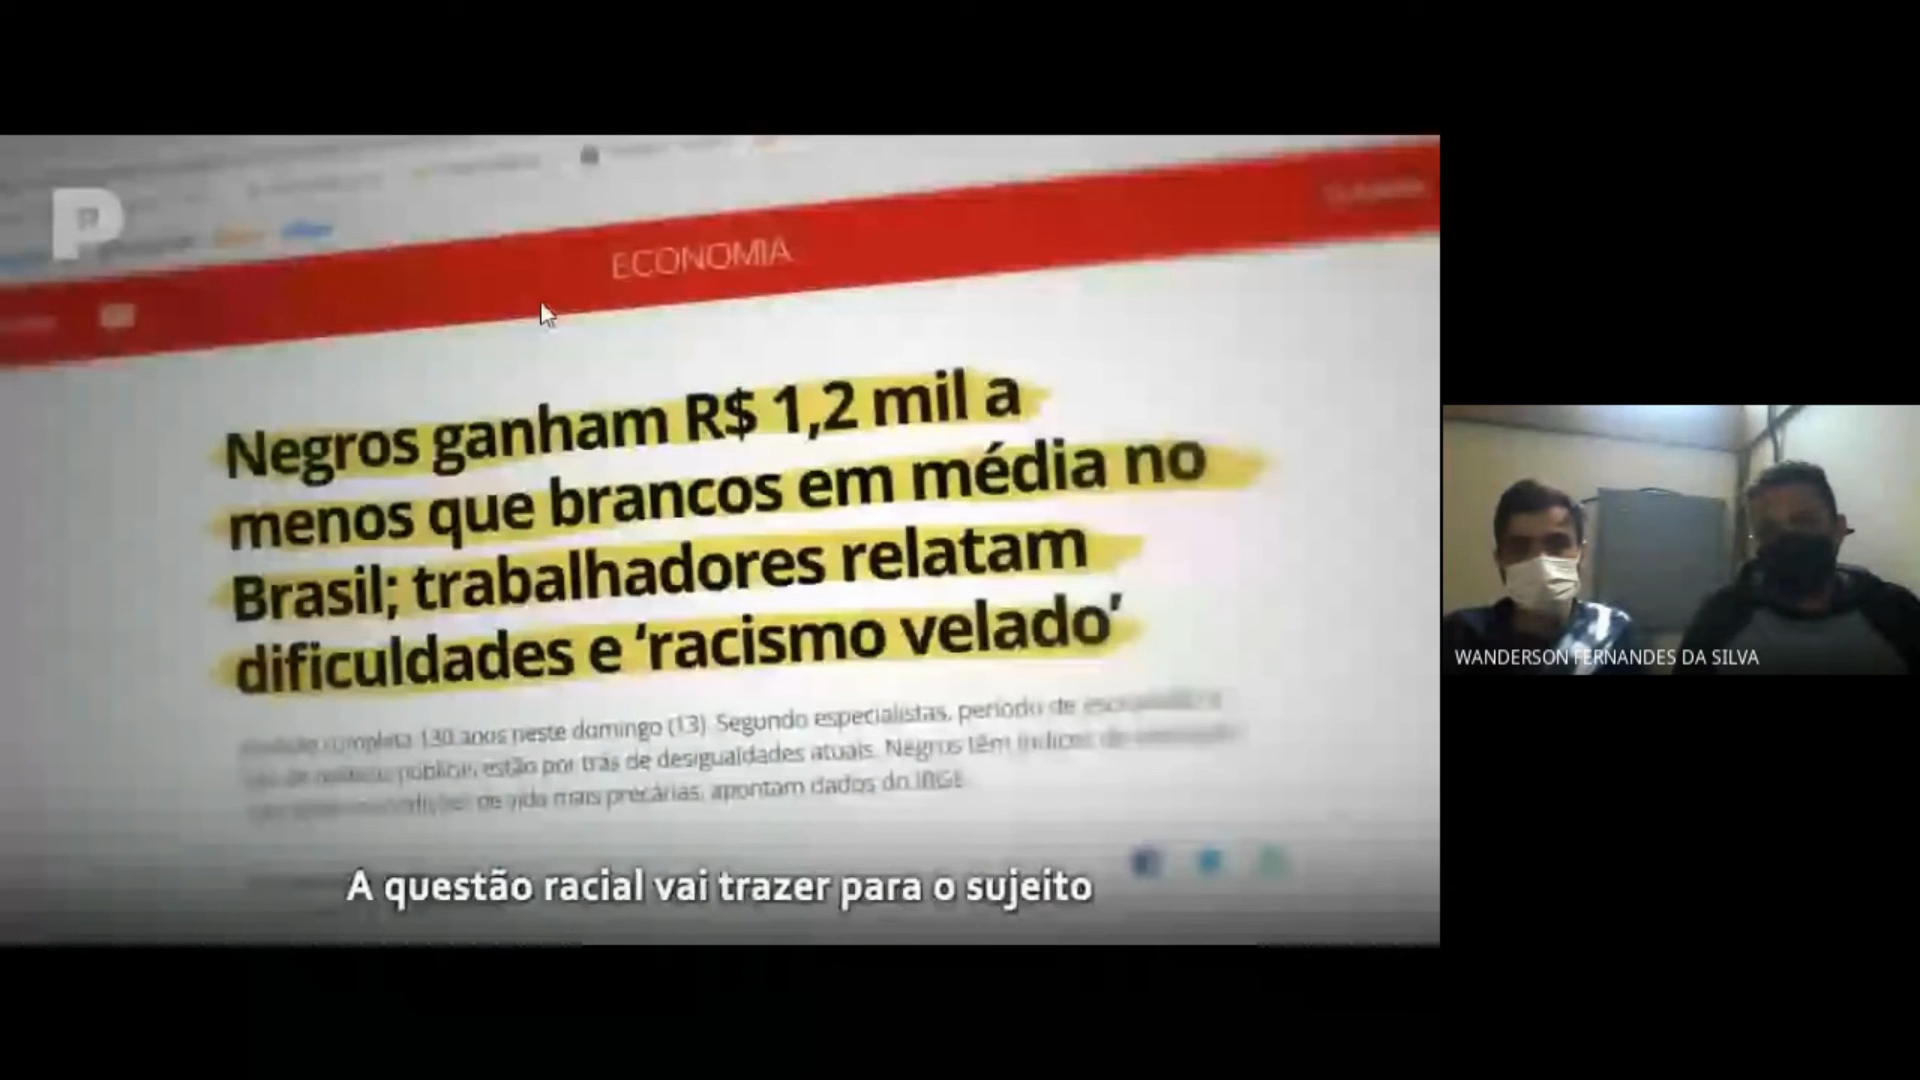 P
ECONOMIA
Negros ganham R$ 1,2 mil a
menos que brancos em média no
Brasil; trabalhadores relatam
dificuldades e ‘racismo velado’
completa 130 anos neste domingo (13). Segundo especialistas, período de
públicas estão por trás de desigualdades atuais. Negros têm índices de
de vida mais precárias, apontam dados do IBGE.
A questão racial vai trazer para o sujeito
WANDERSON FERNANDES DA SILVA